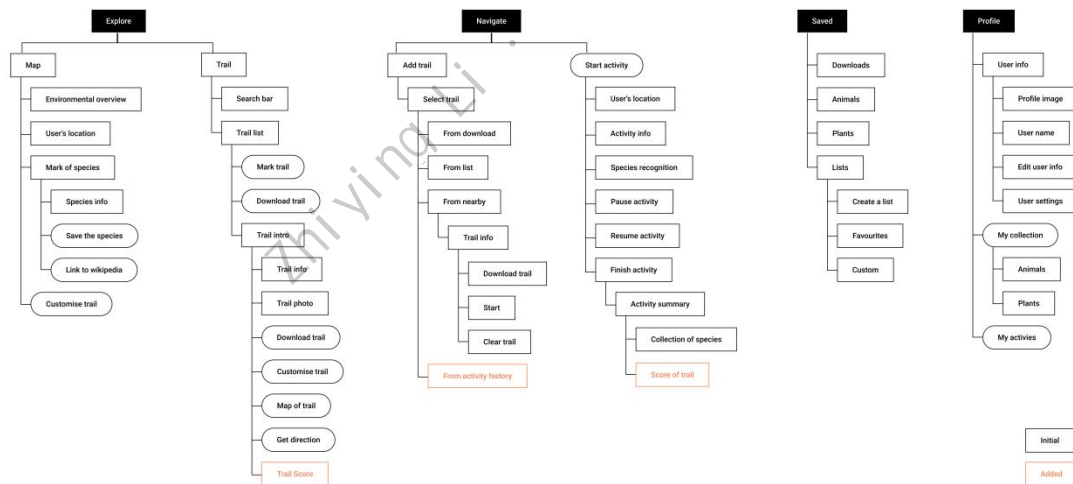 Explore
Map
Environmental overview
User's location
Mark of species
Species info
Save the species
Link to wikipedia
Customise trail
Trail
Search bar
Trail list
Mark trail
Download trail
Trail intro
Trail info
Trail photo
Download trail
Customise trail
Map of trail
Get direction
Trail Score
Navigate
Add trail
Select trail
From download
From list
From nearby
Trail info
Download trail
Start
Clear trail
From activity history
Start activity
User's location
Activity info
Species recognition
Pause activity
Resume activity
Finish activity
Activity summary
Collection of species
Score of trail
Saved
Downloads
Animals
Plants
Lists
Create a list
Favourites
Custom
Profile
User info
Profile image
User name
Edit user info
User settings
My collection
Animals
Plants
My activies
Initial
Added
Zhiying Li .